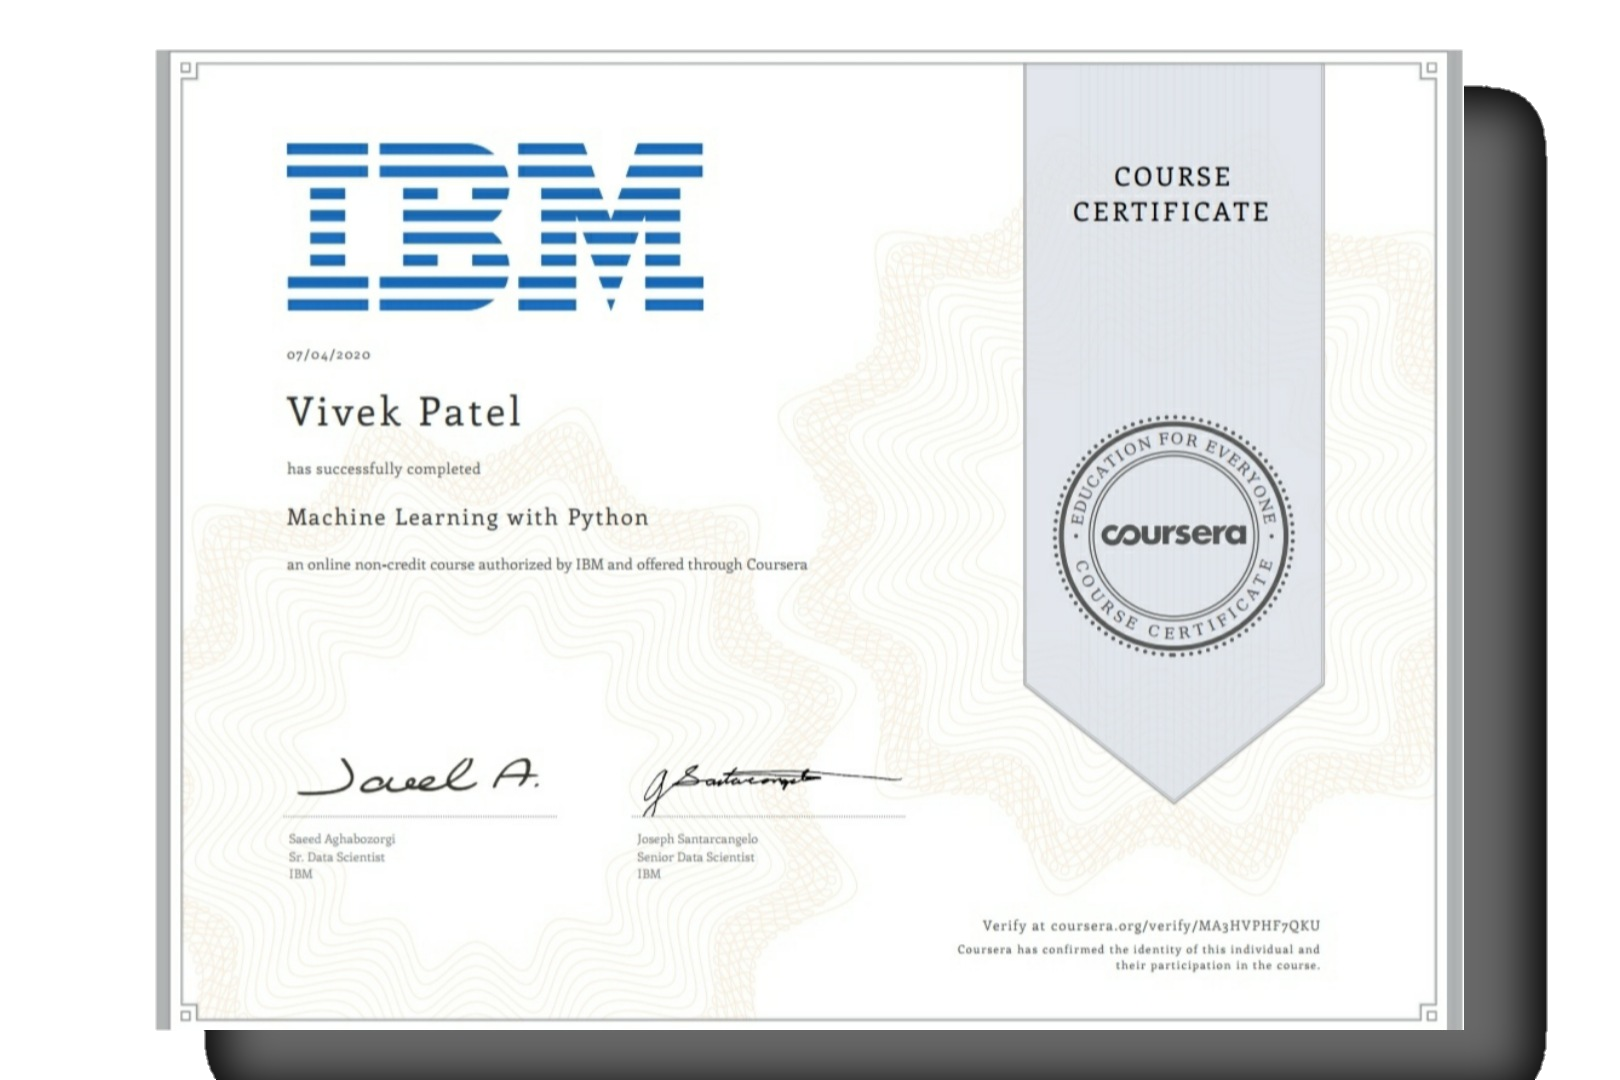 IBM
07/04/2020
Vivek Patel
has successfully completed
Machine Learning with Python
an online non-credit course authorized by IBM and offered through Coursera
COURSE
CERTIFICATE
EDUCATION FOR EVERYONE
coursera
COURSE CERTIFICATE
Saeed Aghabozorgi
Sr. Data Scientist
IBM
Joseph Santarcangelo
Senior Data Scientist
IBM
Verify at coursera.org/verify/MA3HVPHF7QKU
Coursera has confirmed the identity of this individual and
their participation in the course.